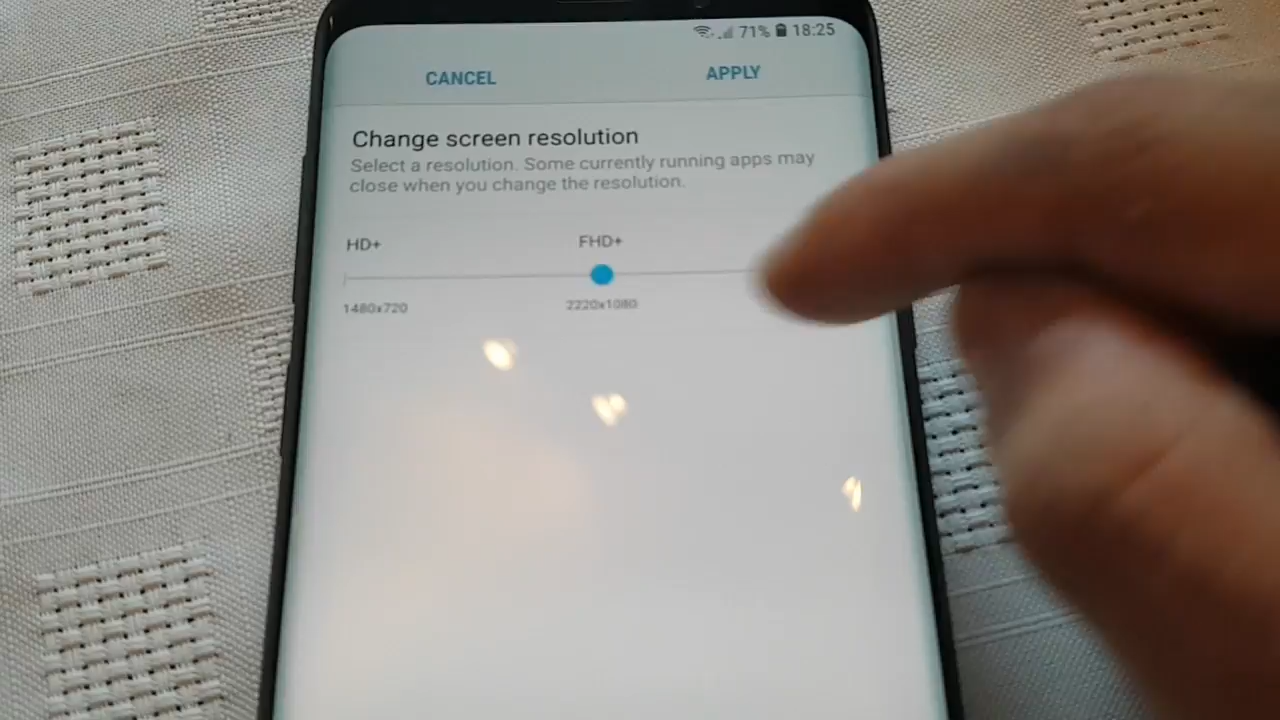 71% 18:25
CANCEL APPLY
Change screen resolution
Select a resolution. Some currently running apps may
close when you change the resolution.
HD+ FHD+
1480x720 2220x1080